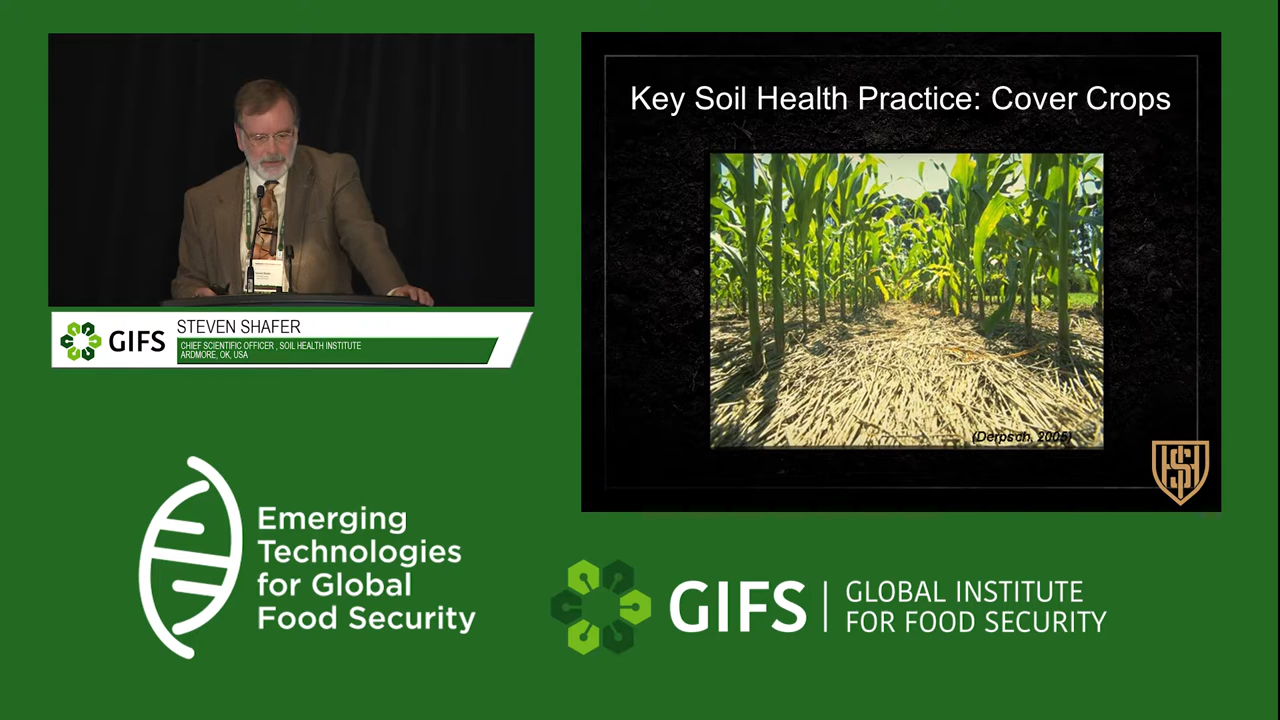 Key Soil Health Practice: Cover Crops
(Derpsch, 2005)
GIFS
STEVEN SHAFER
CHIEF SCIENTIFIC OFFICER , SOIL HEALTH INSTITUTE
ARDMORE, OK, USA
Emerging
Technologies
for Global
Food Security
GIFS
GLOBAL INSTITUTE
FOR FOOD SECURITY